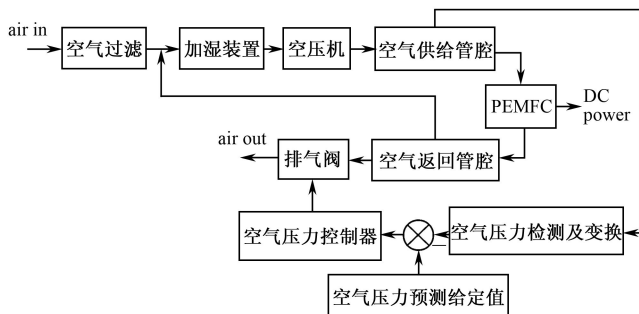 air in
空气过滤
加湿装置
空压机
空气供给管腔
PEMFC
DC
power
air out
排气阀
空气返回管腔
空气压力控制器
空气压力检测及变换
空气压力预测给定值